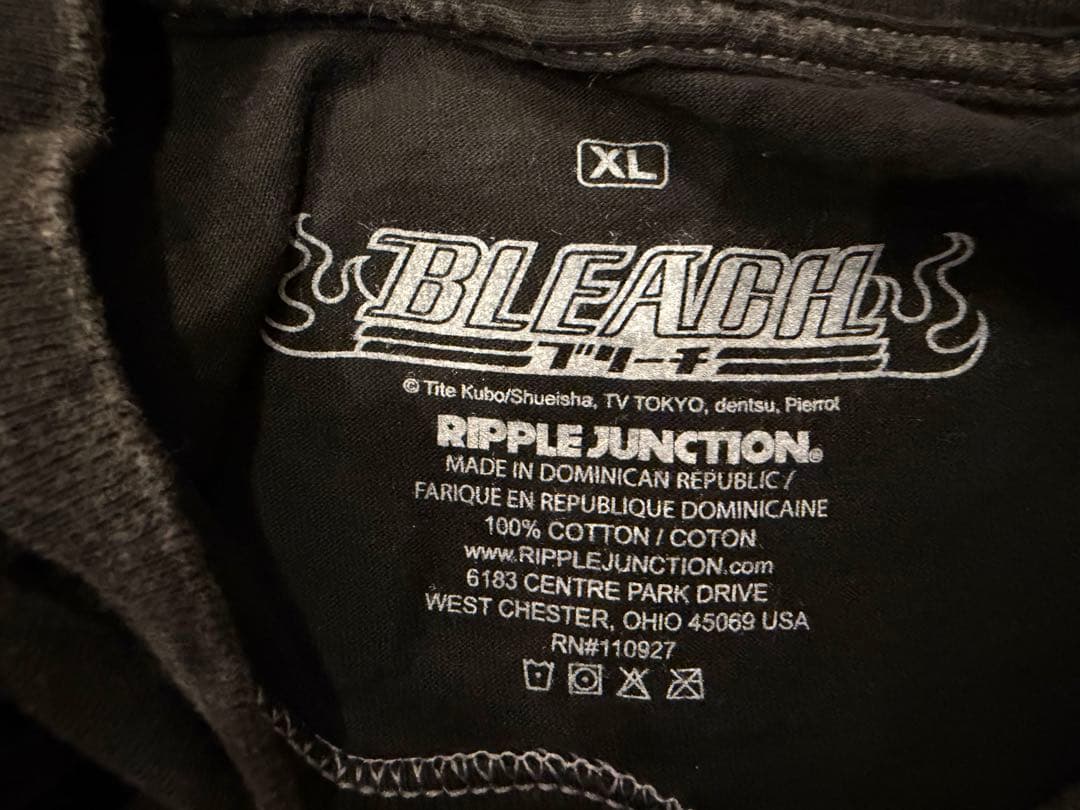 XL
BLEACH
ブリーチ
© Tite Kubo/Shueisha, TV TOKYO, dentsu, Pierrot
RIPPLE JUNCTION®
MADE IN DOMINICAN REPUBLIC /
FARIQUE EN REPUBLIQUE DOMINICAINE
100% COTTON / COTON
www.RIPPLEJUNCTION.com
6183 CENTRE PARK DRIVE
WEST CHESTER, OHIO 45069 USA
RN#110927